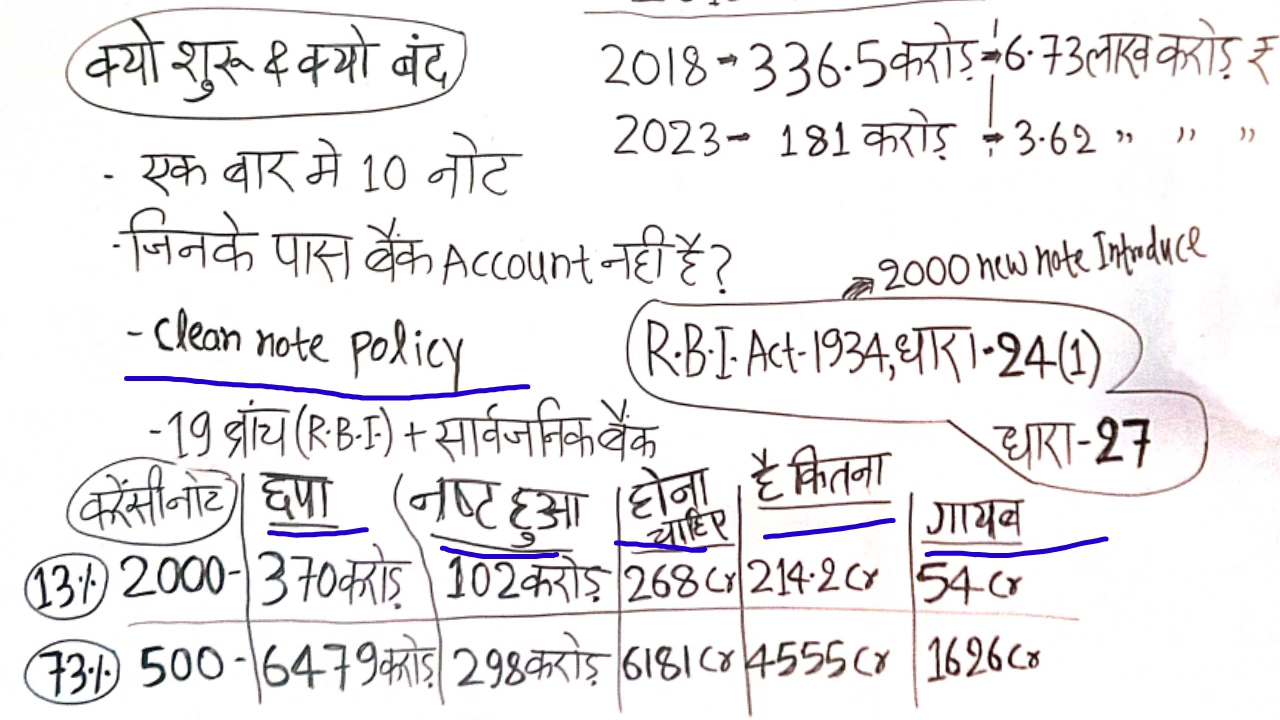 क्यो शुरू & क्यो बंद
2018 → 336.5 करोड़ → 6.73 लाख करोड़ ₹
2023 → 181 करोड़ → 3.62 " " "
- एक बार मे 10 नोट
- जिनके पास बैंक Account नही है?
→ 2000 new note Introduce
- Clean note policy
R.B.I. Act-1934, धारा-24(1)
धारा-27
- 19 ब्रांच (R.B.I.) + सार्वजनिक बैंक
करेंसी नोट छपा नष्ट हुआ होना चाहिए है कितना गायब
13% 2000 - 370 करोड़ 102 करोड़ 268 Cr 214.2 Cr 54 Cr
73% 500 - 6479 करोड़ 298 करोड़ 6181 Cr 4555 Cr 1626 Cr